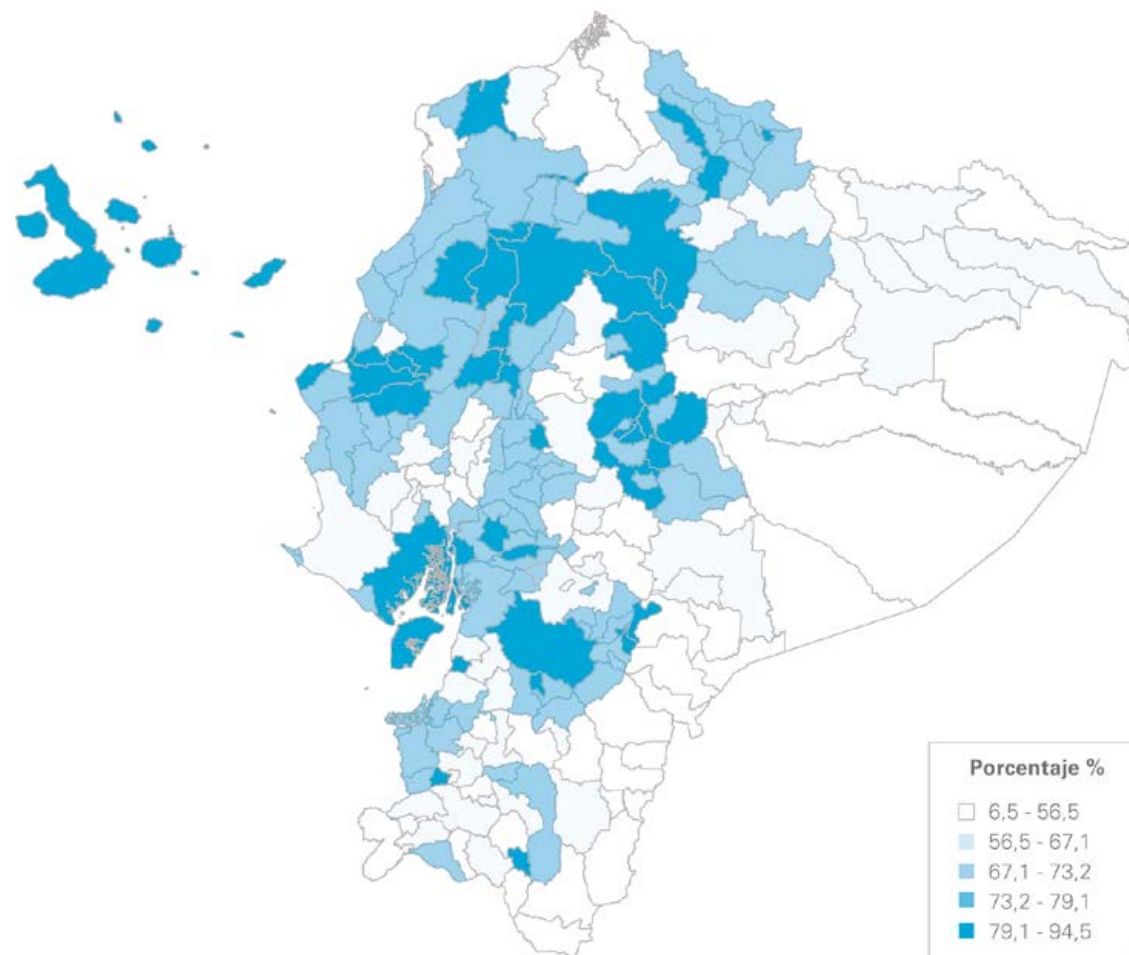 Porcentaje %
6,5 - 56,5
56,5 - 67,1
67,1 - 73,2
73,2 - 79,1
79,1 - 94,5